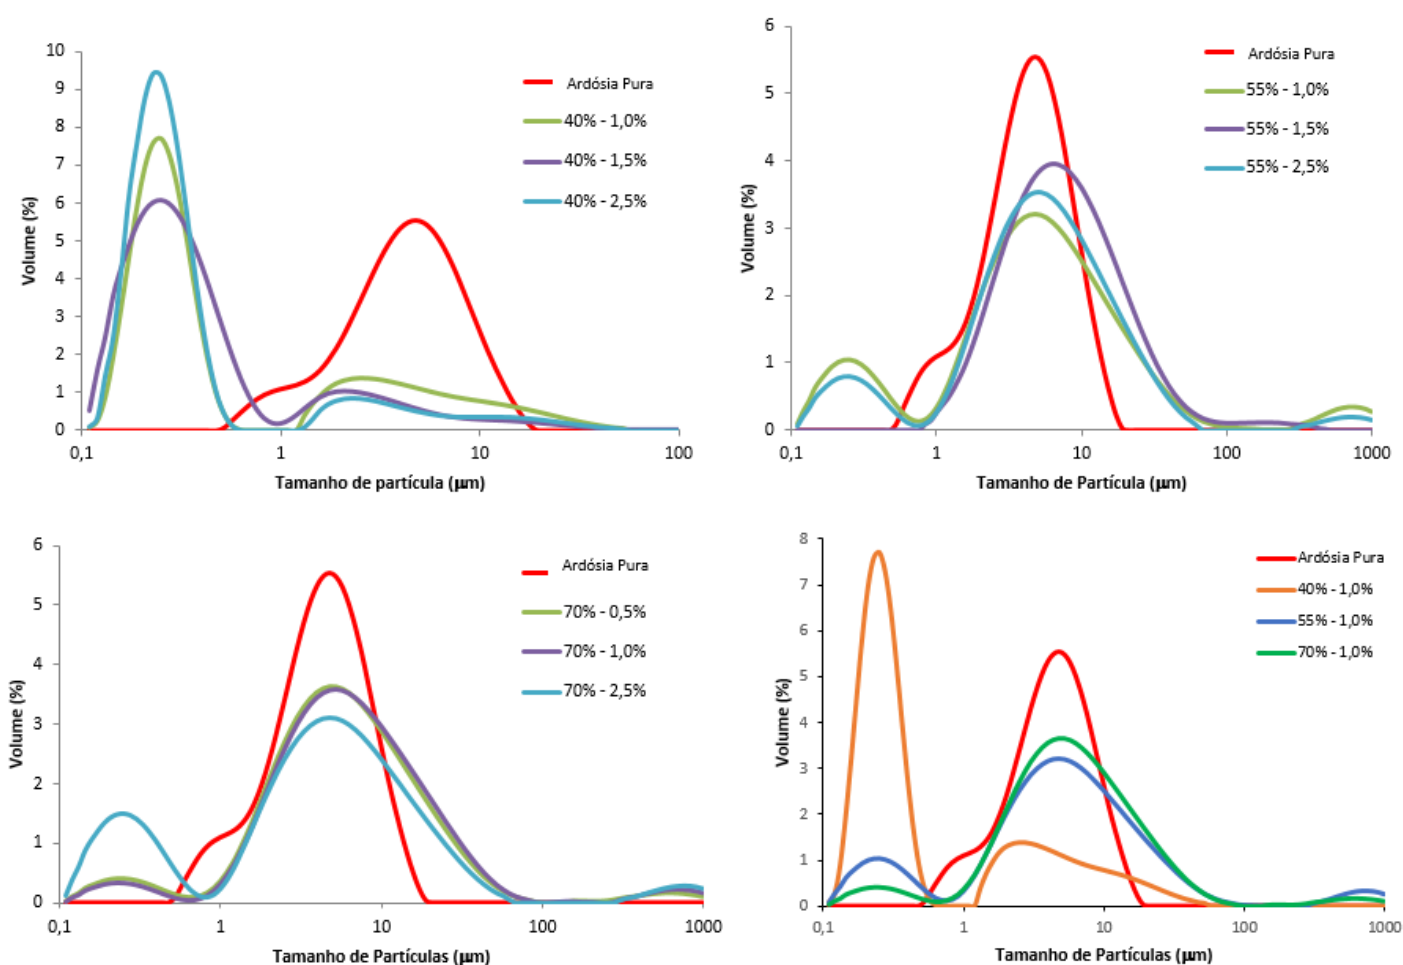 10
9
8
7
6
5
4
3
2
1
0
Volume (%)
0,1
1
10
100
Tamanho de partícula (μm)
Ardósia Pura
40% - 1,0%
40% - 1,5%
40% - 2,5%
6
5
4
3
2
1
0
Volume (%)
0,1
1
10
100
1000
Tamanho de Partícula (μm)
Ardósia Pura
55% - 1,0%
55% - 1,5%
55% - 2,5%
6
5
4
3
2
1
0
Volume (%)
0,1
1
10
100
1000
Tamanho de Partículas (μm)
Ardósia Pura
70% - 0,5%
70% - 1,0%
70% - 2,5%
8
7
6
5
4
3
2
1
0
Volume (%)
0,1
1
10
100
1000
Tamanho de Partículas (μm)
Ardósia Pura
40% - 1,0%
55% - 1,0%
70% - 1,0%